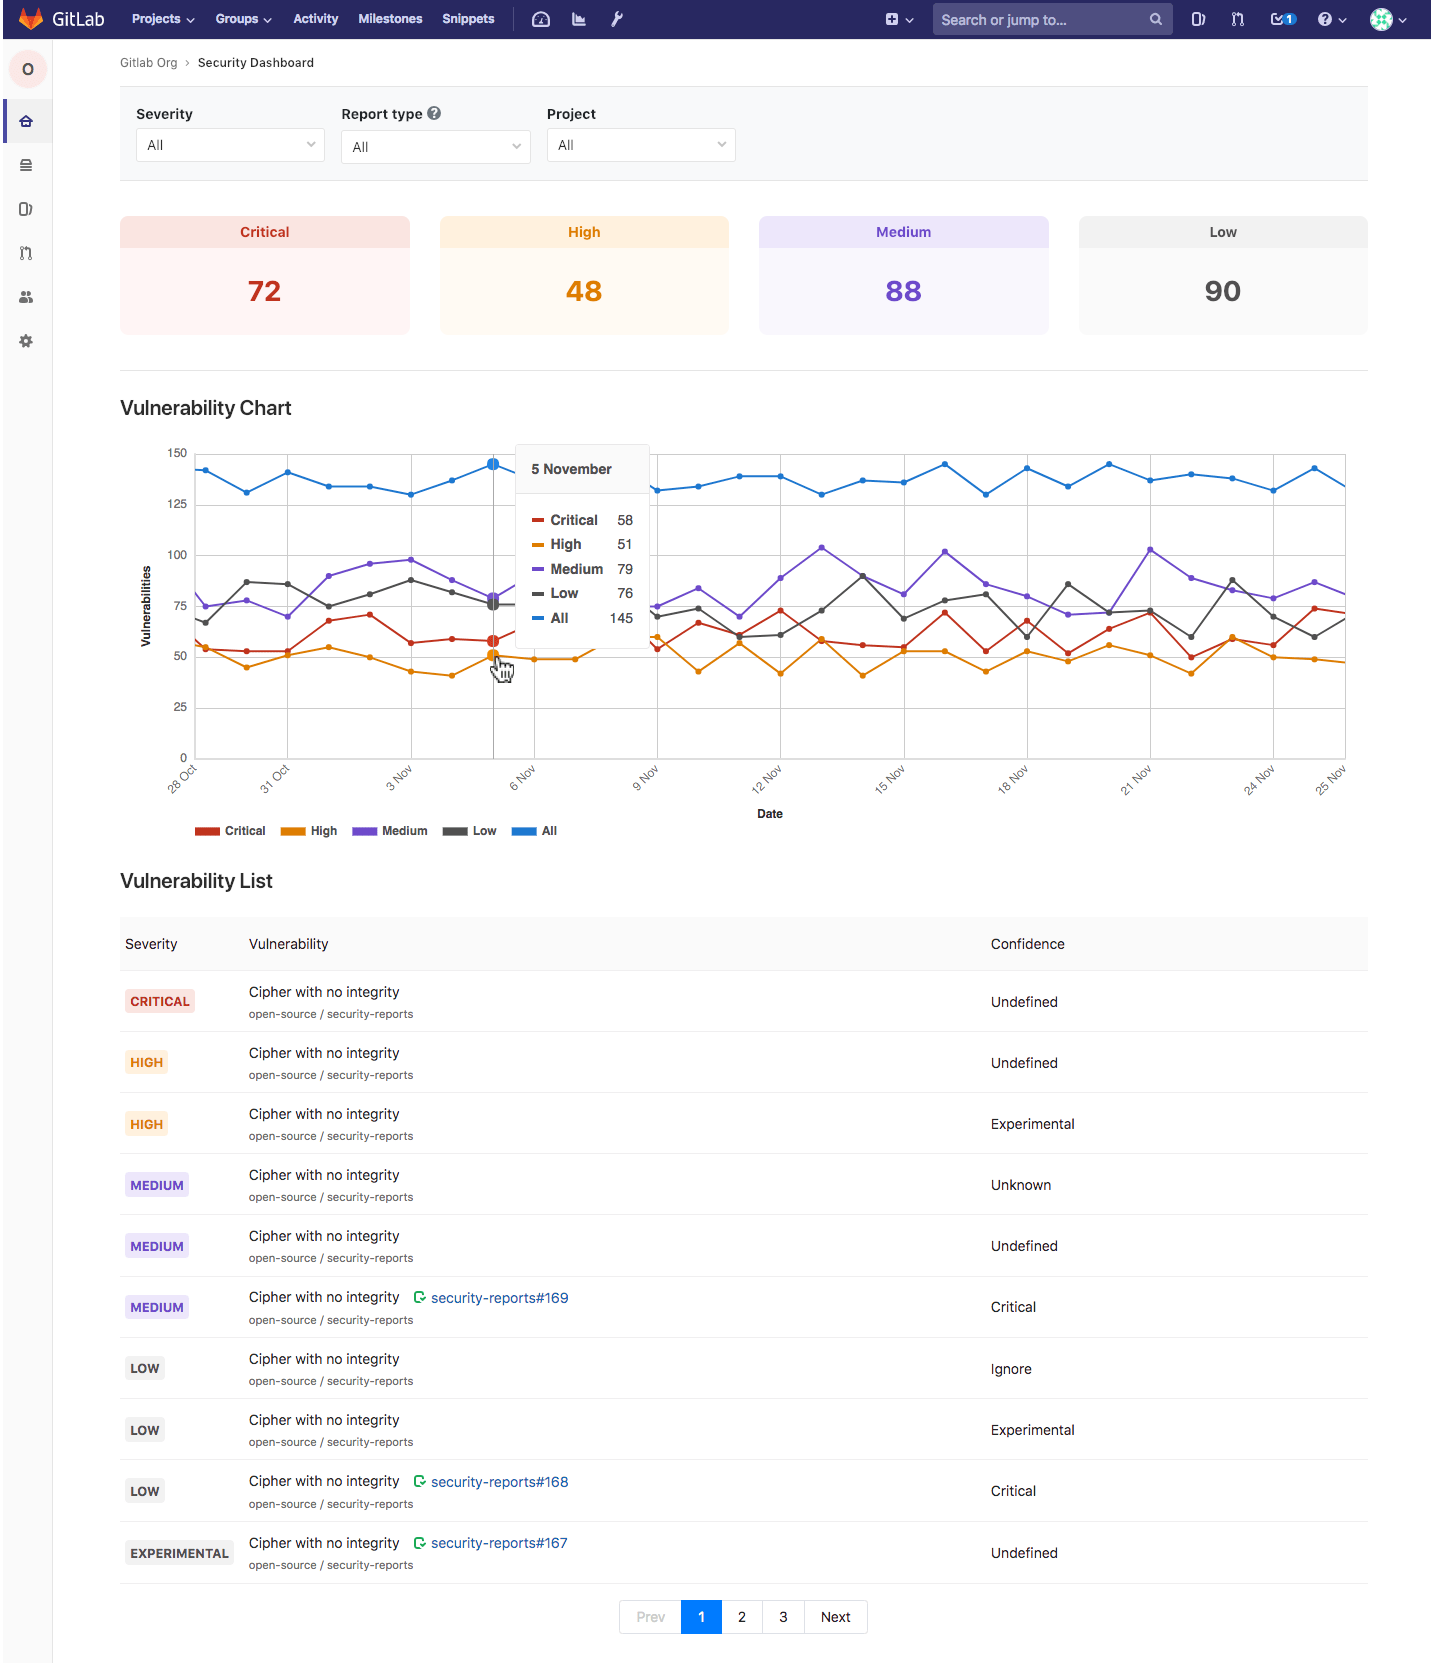 GitLab Projects Groups Activity Milestones Snippets Search or jump to... 1
Gitlab Org › Security Dashboard
O
Severity Report type Project
All All All
Critical High Medium Low
72 48 88 90
Vulnerability Chart
150
125
100
75
50
25
0
Vulnerabilities
5 November
Critical 58
High 51
Medium 79
Low 76
All 145
28 Oct 31 Oct 3 Nov 6 Nov 9 Nov 12 Nov 15 Nov 18 Nov 21 Nov 24 Nov 25 Nov
Date
Critical High Medium Low All
Vulnerability List
Severity Vulnerability Confidence
CRITICAL Cipher with no integrity Undefined
open-source / security-reports
HIGH Cipher with no integrity Undefined
open-source / security-reports
HIGH Cipher with no integrity Experimental
open-source / security-reports
MEDIUM Cipher with no integrity Unknown
open-source / security-reports
MEDIUM Cipher with no integrity Undefined
open-source / security-reports
MEDIUM Cipher with no integrity security-reports#169 Critical
open-source / security-reports
LOW Cipher with no integrity Ignore
open-source / security-reports
LOW Cipher with no integrity Experimental
open-source / security-reports
LOW Cipher with no integrity security-reports#168 Critical
open-source / security-reports
EXPERIMENTAL Cipher with no integrity security-reports#167 Undefined
open-source / security-reports
Prev 1 2 3 Next